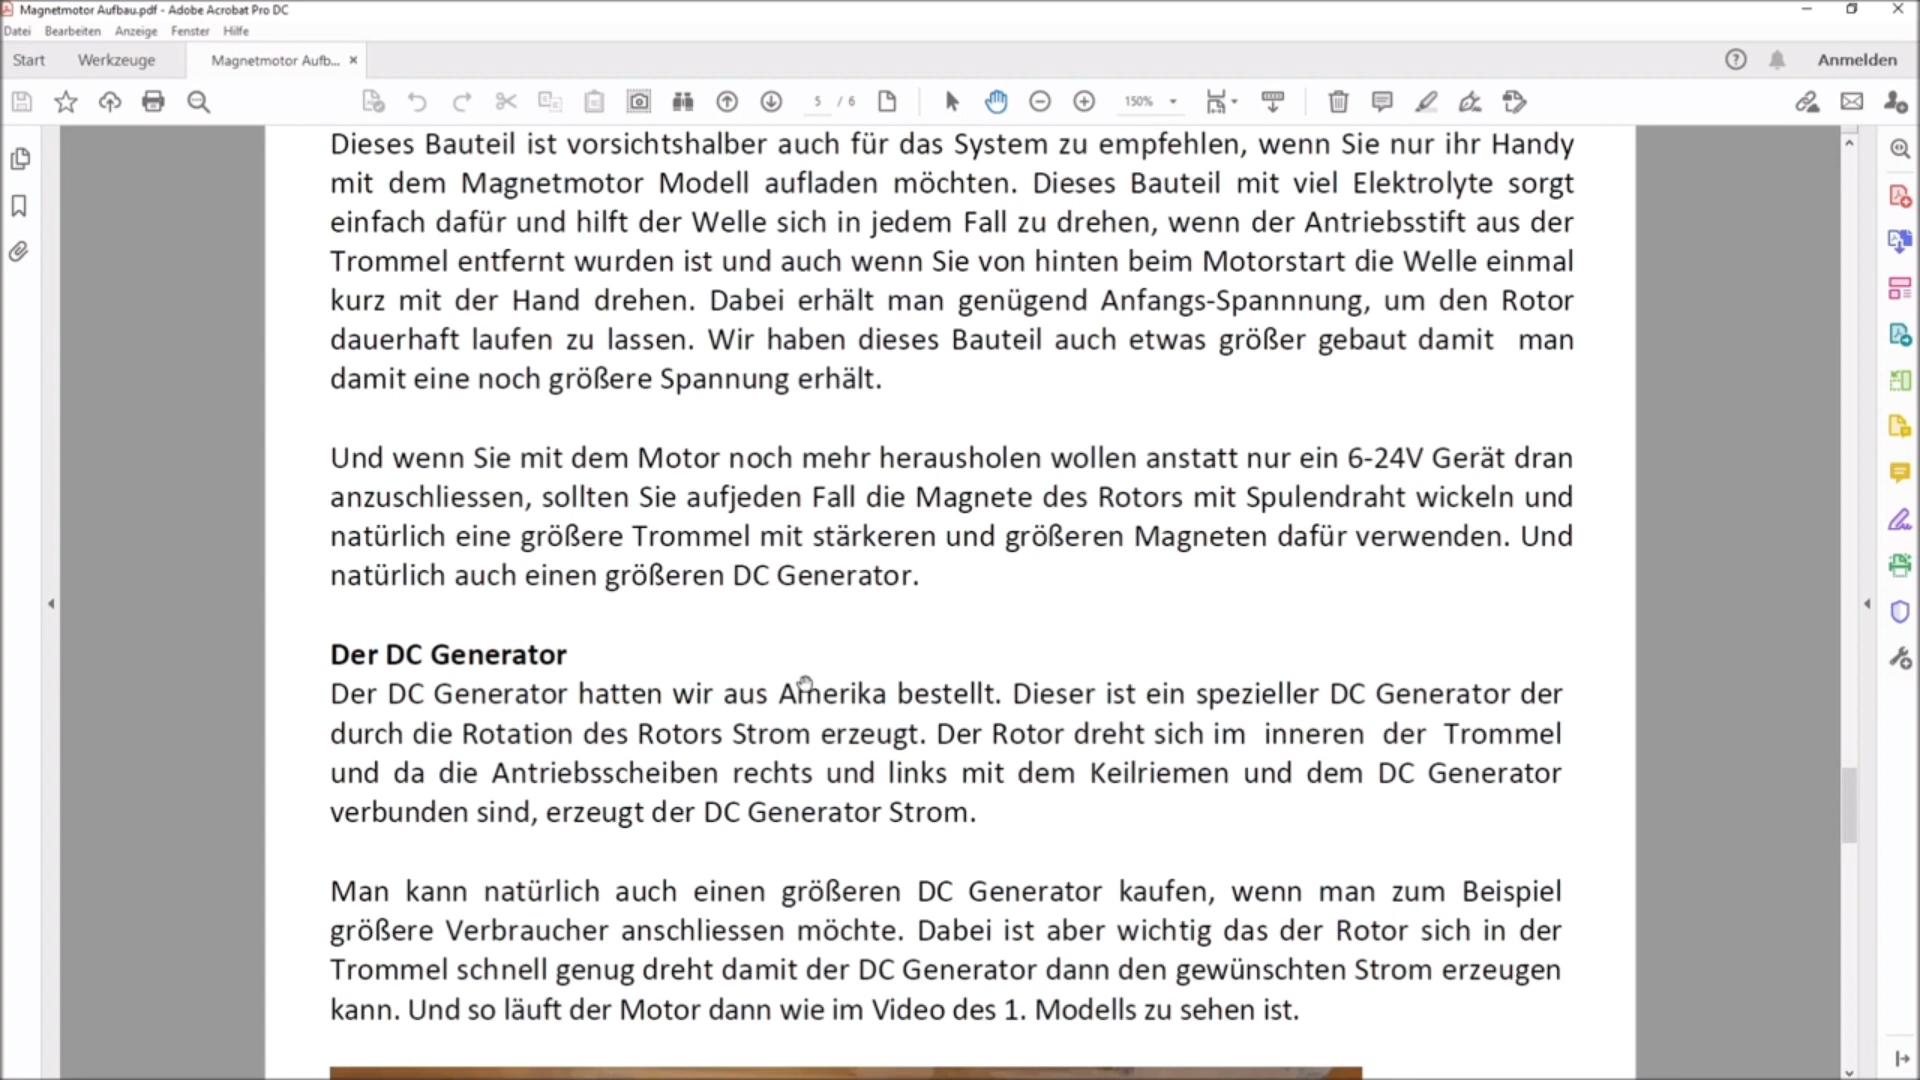 Magnetmotor Aufbau.pdf - Adobe Acrobat Pro DC
Datei Bearbeiten Anzeige Fenster Hilfe
Start Werkzeuge Magnetmotor Aufb... Anmelden
5 / 6 150%
Dieses Bauteil ist vorsichtshalber auch für das System zu empfehlen, wenn Sie nur ihr Handy
mit dem Magnetmotor Modell aufladen möchten. Dieses Bauteil mit viel Elektrolyte sorgt
einfach dafür und hilft der Welle sich in jedem Fall zu drehen, wenn der Antriebsstift aus der
Trommel entfernt wurden ist und auch wenn Sie von hinten beim Motorstart die Welle einmal
kurz mit der Hand drehen. Dabei erhält man genügend Anfangs-Spannnung, um den Rotor
dauerhaft laufen zu lassen. Wir haben dieses Bauteil auch etwas größer gebaut damit man
damit eine noch größere Spannung erhält.
Und wenn Sie mit dem Motor noch mehr herausholen wollen anstatt nur ein 6-24V Gerät dran
anzuschliessen, sollten Sie aufjeden Fall die Magnete des Rotors mit Spulendraht wickeln und
natürlich eine größere Trommel mit stärkeren und größeren Magneten dafür verwenden. Und
natürlich auch einen größeren DC Generator.
Der DC Generator
Der DC Generator hatten wir aus Amerika bestellt. Dieser ist ein spezieller DC Generator der
durch die Rotation des Rotors Strom erzeugt. Der Rotor dreht sich im inneren der Trommel
und da die Antriebsscheiben rechts und links mit dem Keilriemen und dem DC Generator
verbunden sind, erzeugt der DC Generator Strom.
Man kann natürlich auch einen größeren DC Generator kaufen, wenn man zum Beispiel
größere Verbraucher anschliessen möchte. Dabei ist aber wichtig das der Rotor sich in der
Trommel schnell genug dreht damit der DC Generator dann den gewünschten Strom erzeugen
kann. Und so läuft der Motor dann wie im Video des 1. Modells zu sehen ist.